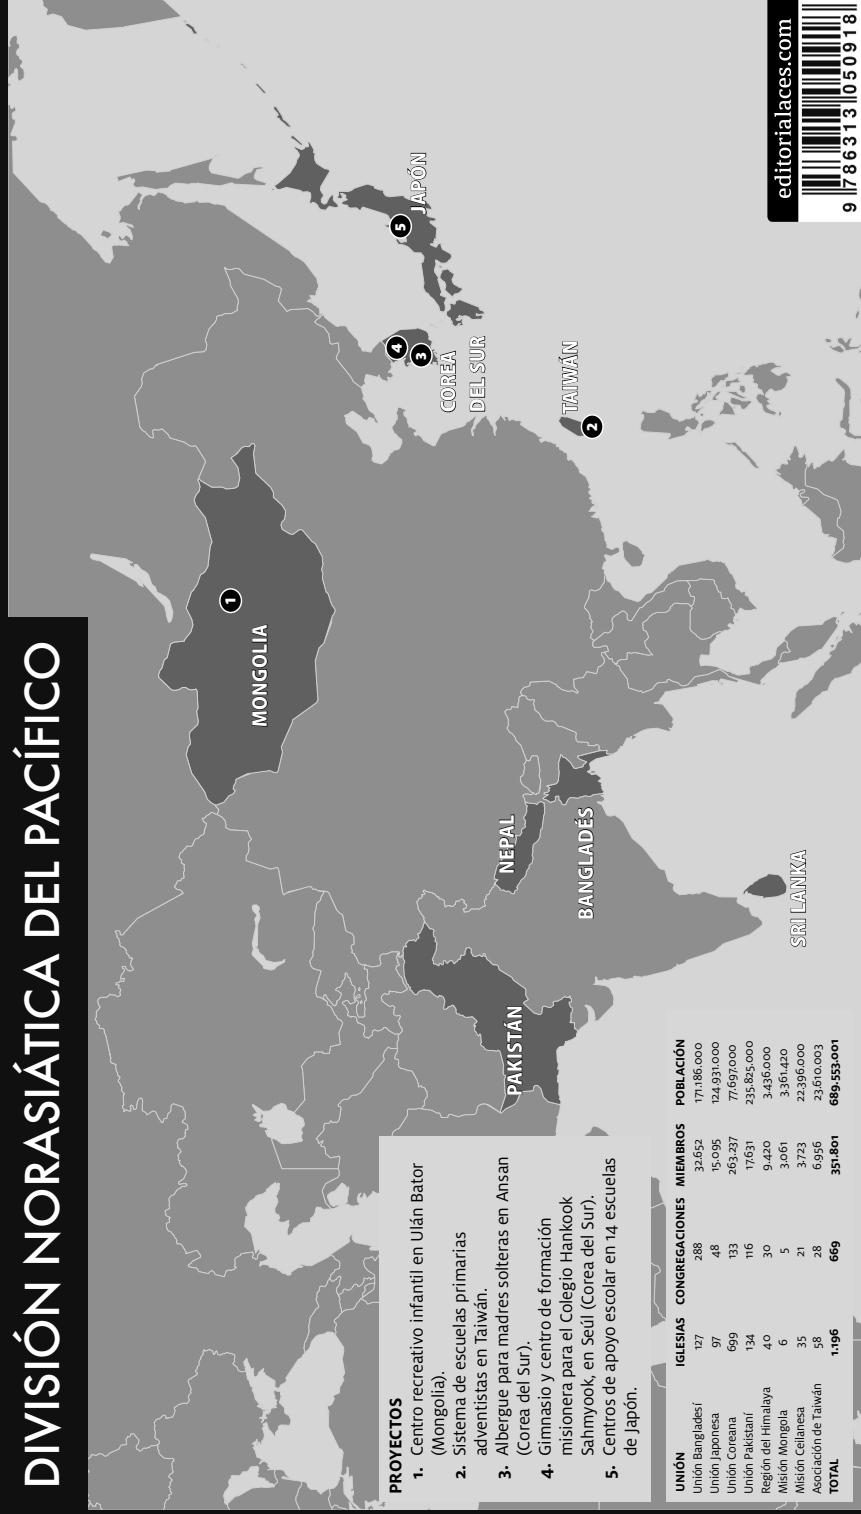 DIVISIÓN NORASIÁTICA DEL PACÍFICO
MONGOLIA
JAPÓN
COREA
DEL SUR
TAIWÁN
NEPAL
BANGLADÉS
PAKISTÁN
SRI LANKA
1
2
3
4
5
PROYECTOS
1. Centro recreativo infantil en Ulán Bator
(Mongolia).
2. Sistema de escuelas primarias
adventistas en Taiwán.
3. Albergue para madres solteras en Ansan
(Corea del Sur).
4. Gimnasio y centro de formación
misionera para el Colegio Hankook
Sahmyook, en Seúl (Corea del Sur).
5. Centros de apoyo escolar en 14 escuelas
de Japón.
UNIÓN IGLESIAS CONGREGACIONES MIEMBROS POBLACIÓN
Unión Bangladesí 127 288 32.652 171.186.000
Unión Japonesa 97 48 15.095 124.931.000
Unión Coreana 699 133 263.237 77.697.000
Unión Pakistaní 134 116 17.631 235.825.000
Región del Himalaya 40 30 9.420 3.436.000
Misión Mongola 6 5 3.061 3.361.420
Misión Ceilanesa 35 21 3.723 22.396.000
Asociación de Taiwán 58 28 6.956 23.610.003
TOTAL 1.196 669 351.801 689.553.001
editorialaces.com
9 786313 050918